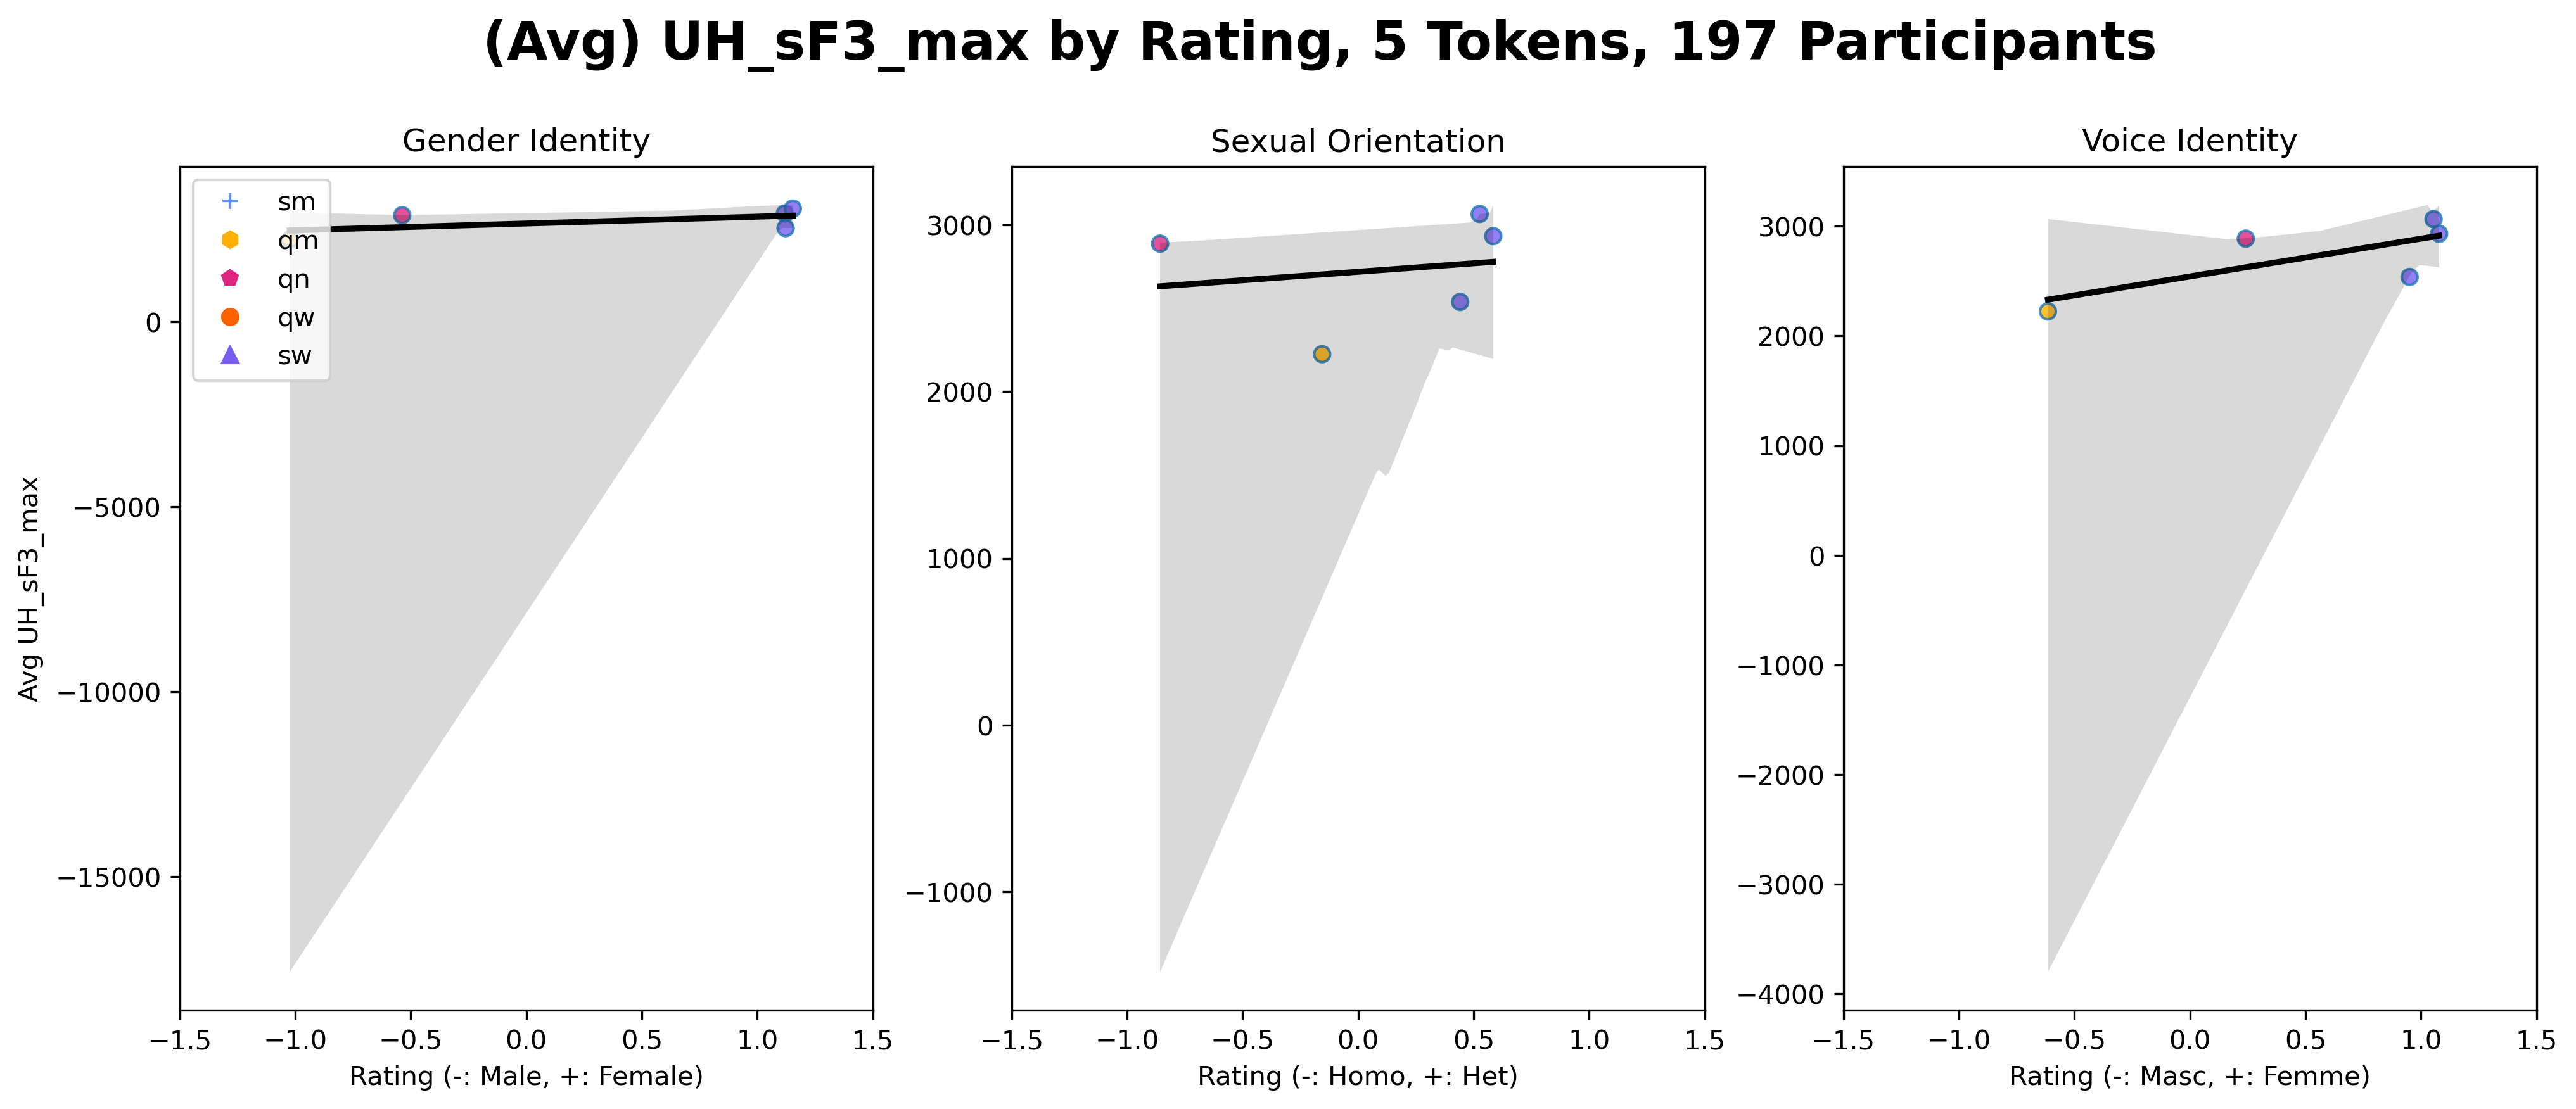 (Avg) UH_sF3_max by Rating, 5 Tokens, 197 Participants
Gender Identity
sm
qm
qn
qw
sw
0
−5000
−10000
−15000
Avg UH_sF3_max
−1.5 −1.0 −0.5 0.0 0.5 1.0 1.5
Rating (-: Male, +: Female)
Sexual Orientation
3000
2000
1000
0
−1000
−1.5 −1.0 −0.5 0.0 0.5 1.0 1.5
Rating (-: Homo, +: Het)
Voice Identity
3000
2000
1000
0
−1000
−2000
−3000
−4000
−1.5 −1.0 −0.5 0.0 0.5 1.0 1.5
Rating (-: Masc, +: Femme)